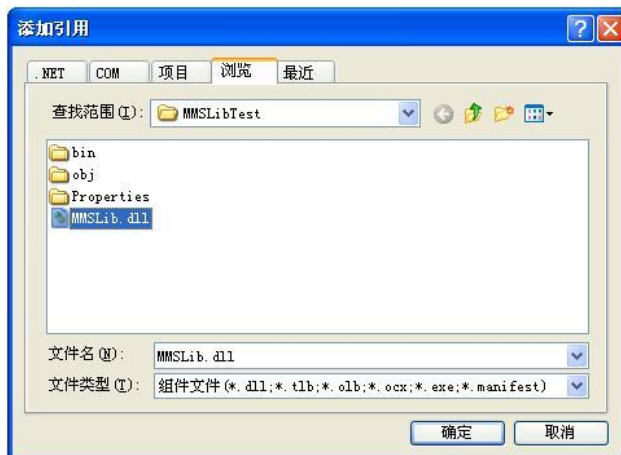 添加引用
.NET COM 项目 浏览 最近
查找范围(I): MMSLibTest
bin
obj
Properties
MMSLib.dll
文件名(N): MMSLib.dll
文件类型(T): 组件文件(*.dll;*.tlb;*.olb;*.ocx;*.exe;*.manifest)
确定 取消